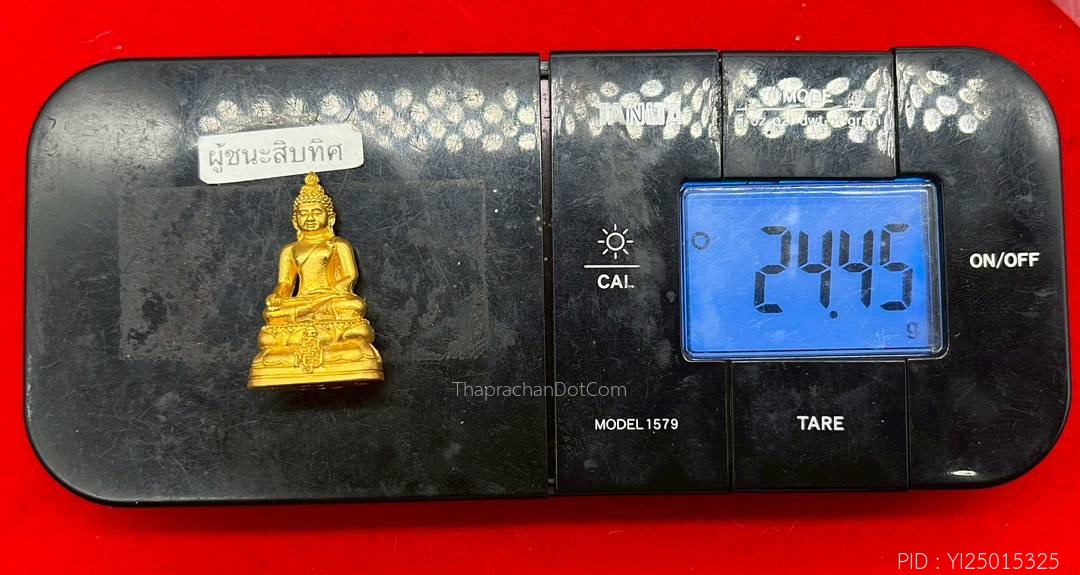 ผู้ชนะสิบทิศ
TANITA
MODE
24.45
g
CAL
ON/OFF
ThaprachanDotCom
MODEL 1579
TARE
PID : YI25015325